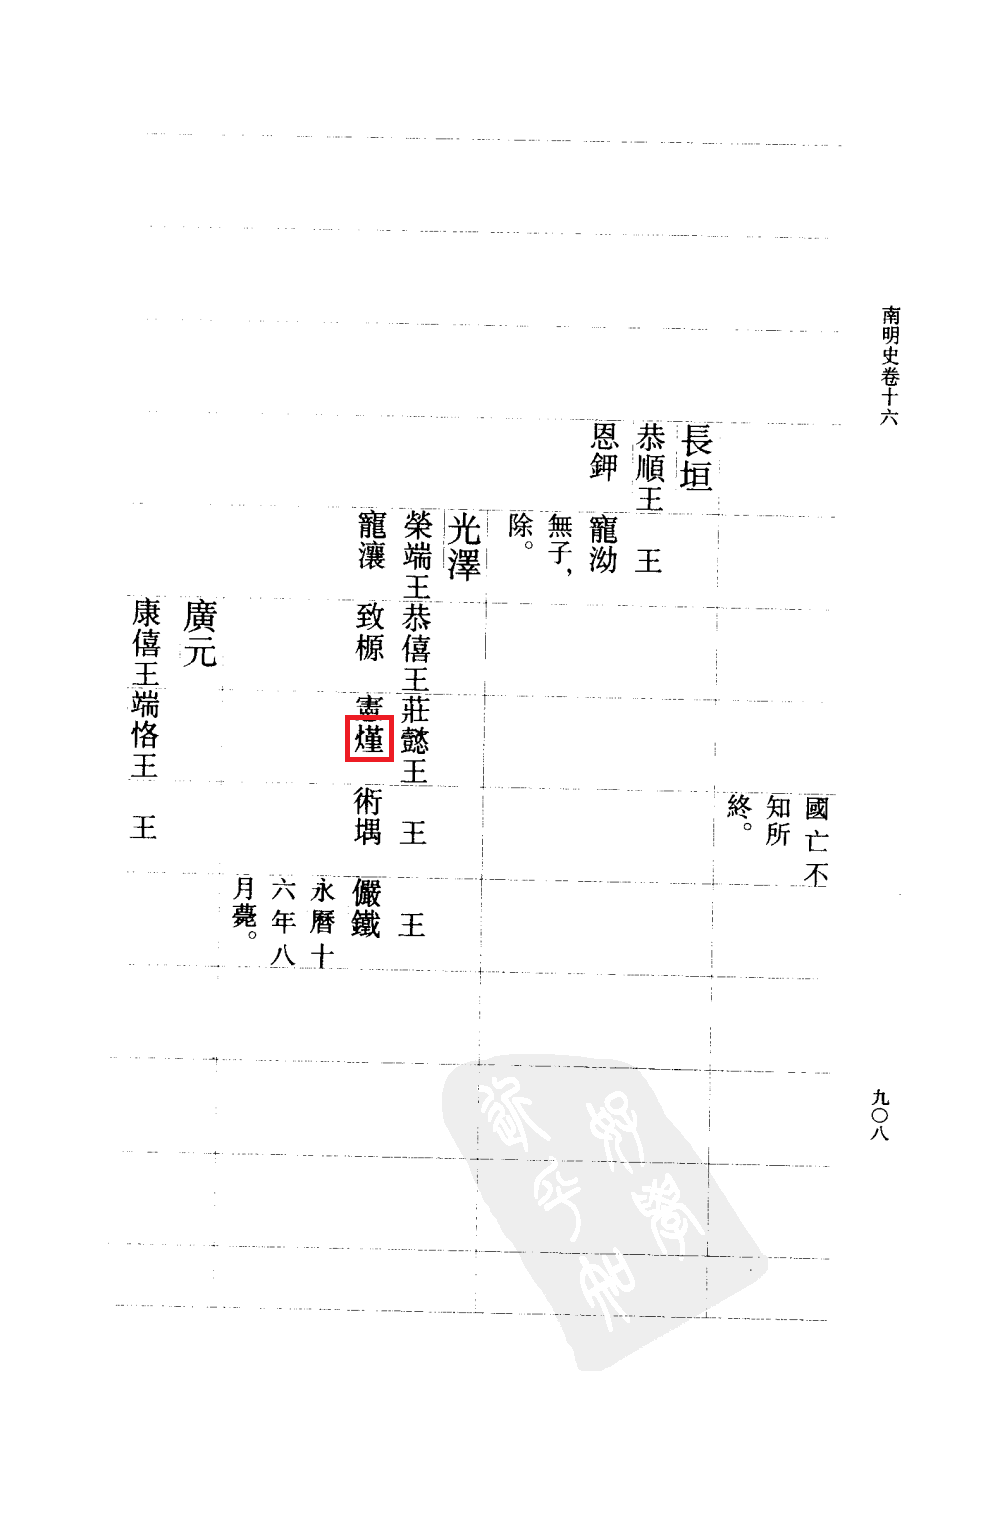 南明史卷十六
九〇八
國亡不
知所
終。
長垣
恭順王
恩鉀
王
寵泑
無子，
除。
光澤
榮端王
寵瀼
恭僖王
致榞
莊懿王
憲㷷
王
術堣
王
儼鐵
永曆十
六年八
月薨。
廣元
康僖王
端恪王
王